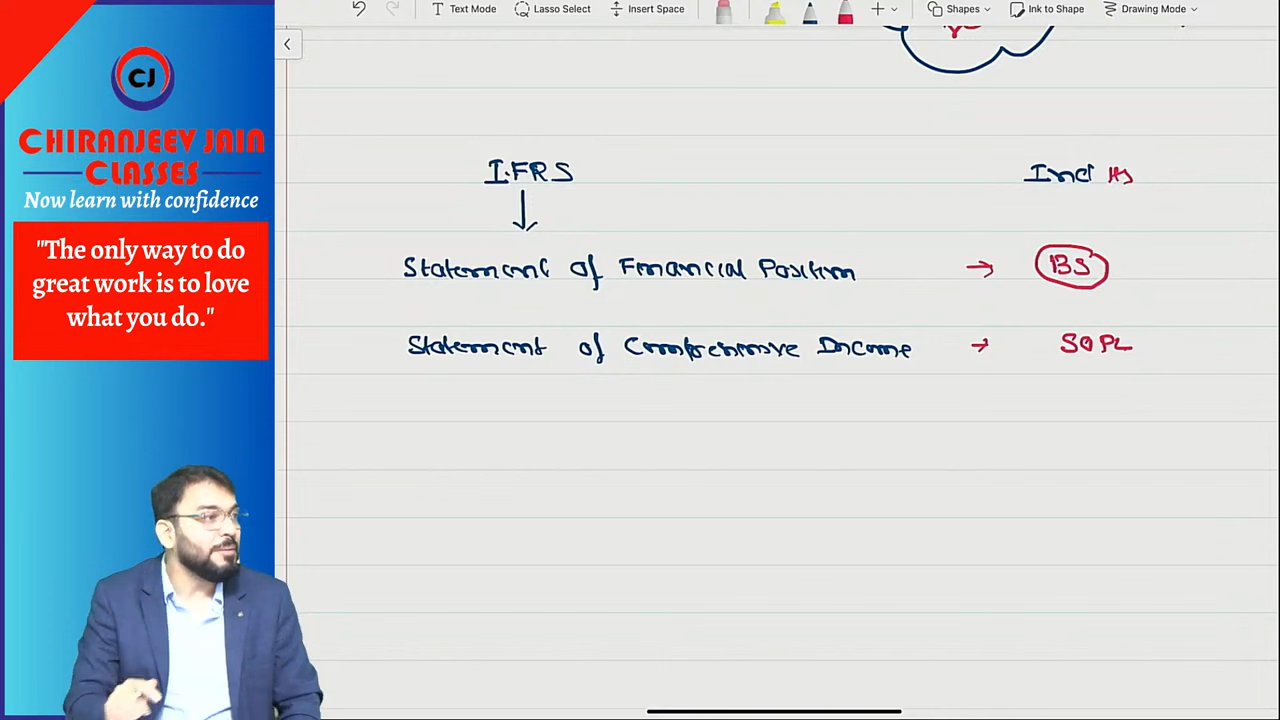 Text Mode Lasso Select Insert Space Shapes Ink to Shape Drawing Mode
CJ
CHIRANJEEV JAIN
CLASSES
Now learn with confidence
"The only way to do
great work is to love
what you do."
I.FRS Ind As
Statement of Financial Position → BS
Statement of Comprehensive Income → SOPL